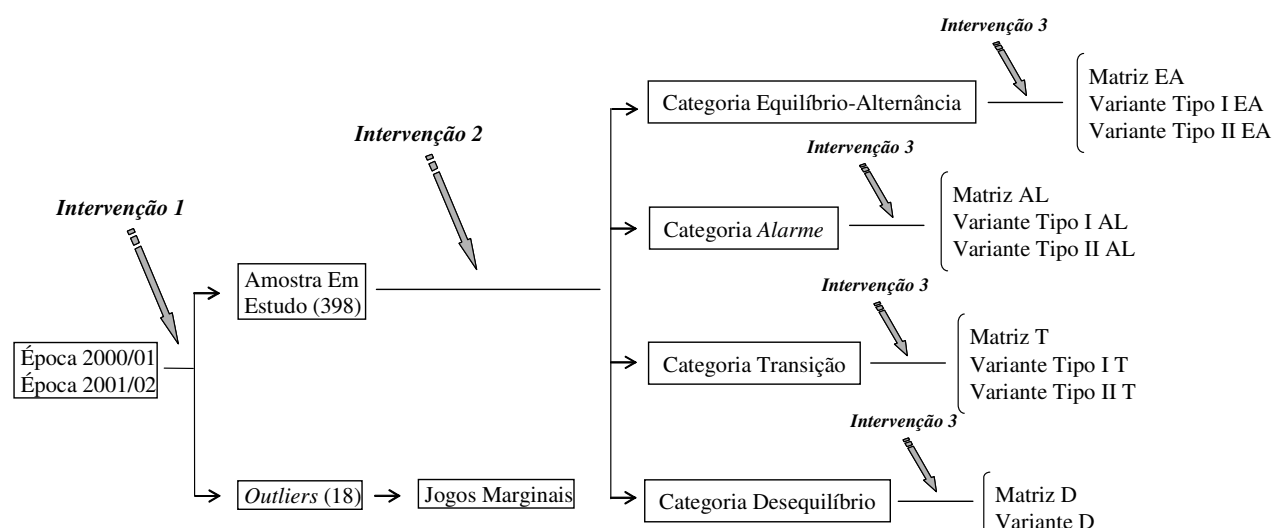 Intervenção 3
Matriz EA
Variante Tipo I EA
Variante Tipo II EA
Categoria Equilíbrio-Alternância
Intervenção 2
Intervenção 3
Matriz AL
Variante Tipo I AL
Variante Tipo II AL
Categoria Alarme
Intervenção 1
Amostra Em
Estudo (398)
Intervenção 3
Época 2000/01
Época 2001/02
Categoria Transição
Matriz T
Variante Tipo I T
Variante Tipo II T
Intervenção 3
Outliers (18)
Jogos Marginais
Categoria Desequilíbrio
Matriz D
Variante D